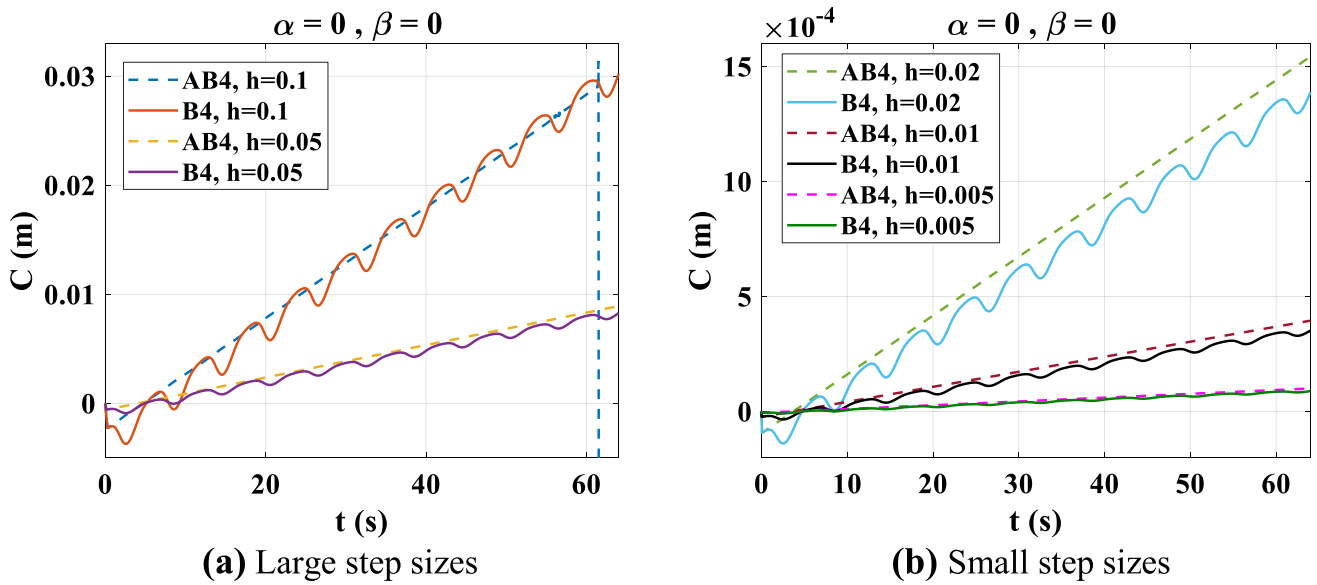 α = 0 , β = 0
C (m)
0.03
0.02
0.01
0
AB4, h=0.1
B4, h=0.1
AB4, h=0.05
B4, h=0.05
0 20 40 60
t (s)
(a) Large step sizes
×10⁻⁴
α = 0 , β = 0
C (m)
15
10
5
0
AB4, h=0.02
B4, h=0.02
AB4, h=0.01
B4, h=0.01
AB4, h=0.005
B4, h=0.005
0 10 20 30 40 50 60
t (s)
(b) Small step sizes